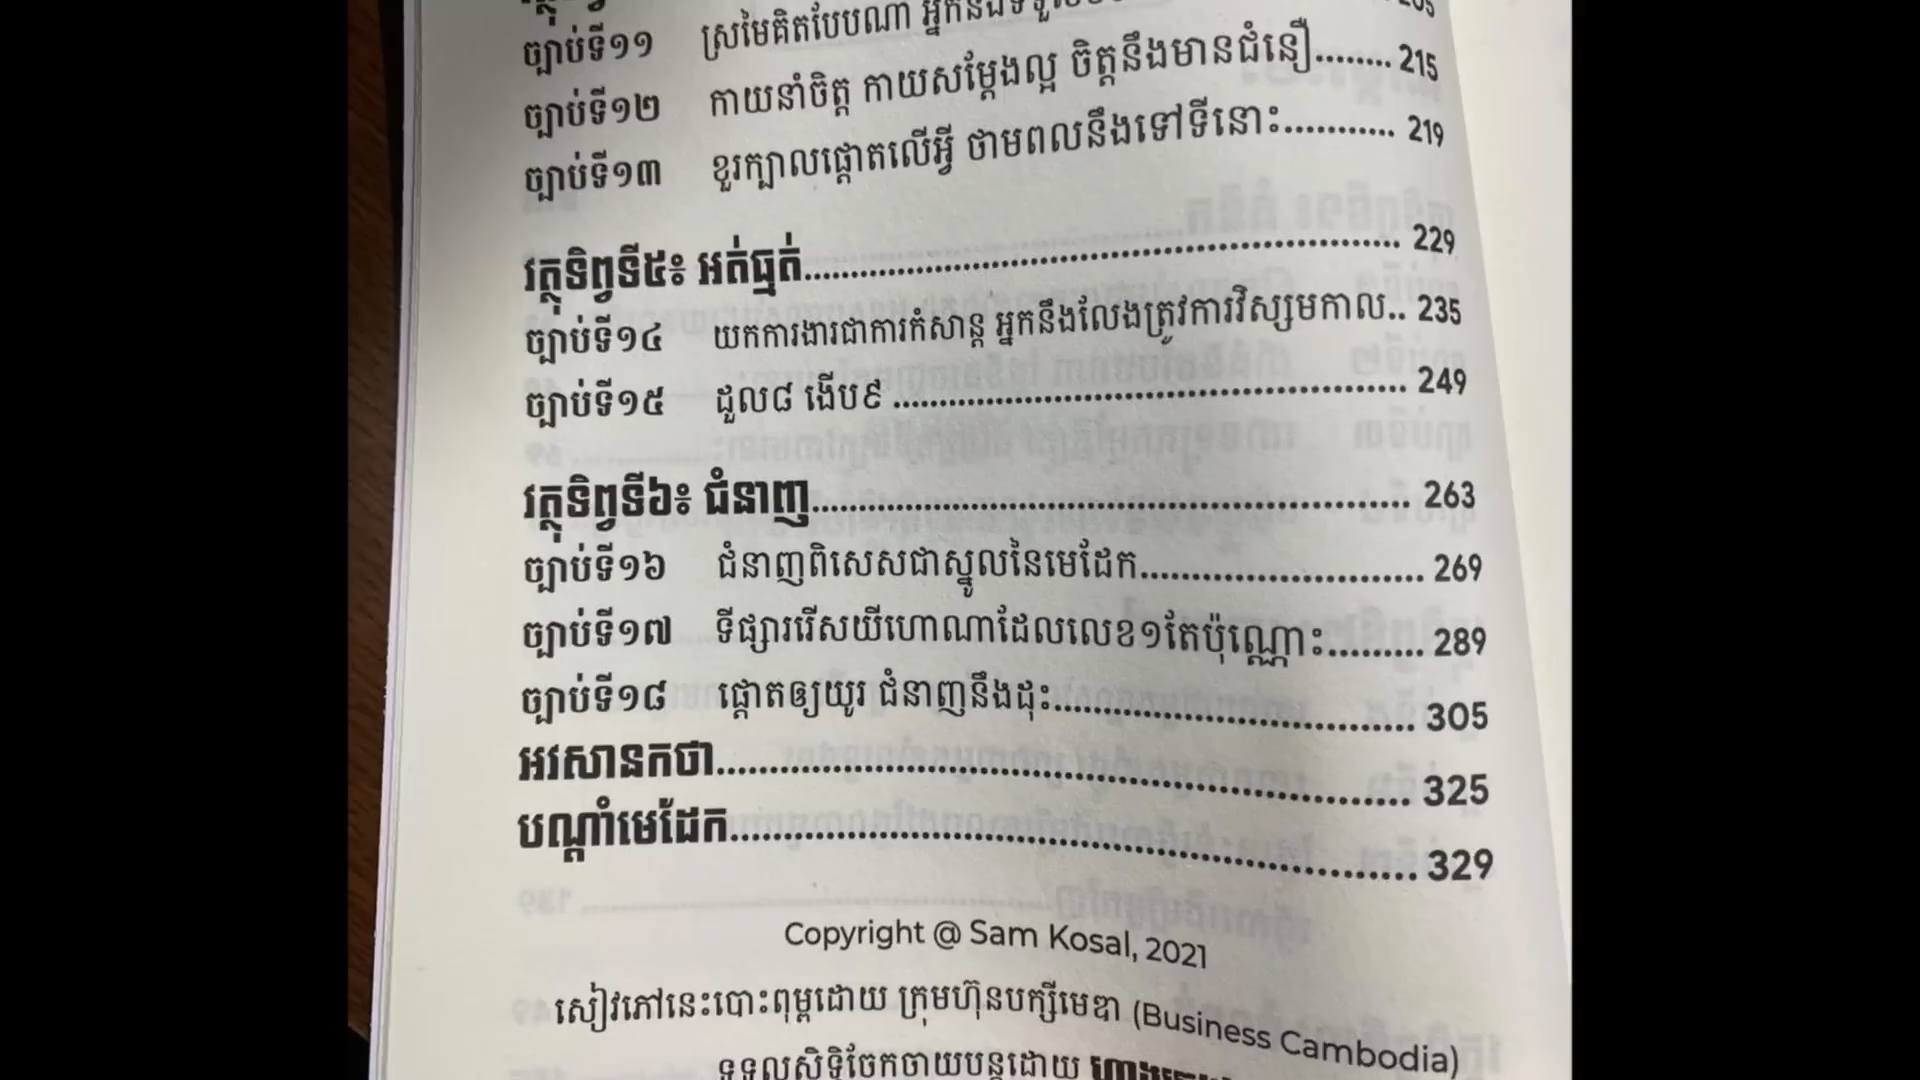 ច្បាប់ទី១១ ស្រមៃគិតបែបណា អ្នកនឹងទទួល 205
ច្បាប់ទី១២ កាយនាំចិត្ត កាយសម្ដែងល្អ ចិត្តនឹងមានជំនឿ........ 215
ច្បាប់ទី១៣ ខួរក្បាលផ្ដោតលើអ្វី ថាមពលនឹងទៅទីនោះ........... 219
វត្ថុទិព្វទី៥៖ អត់ធ្មត់.................................................... 229
ច្បាប់ទី១៤ យកការងារជាការកំសាន្ត អ្នកនឹងលែងត្រូវការវិស្សមកាល.. 235
ច្បាប់ទី១៥ ដួល៨ ងើប៩ .................................................. 249
វត្ថុទិព្វទី៦៖ ជំនាញ.................................................... 263
ច្បាប់ទី១៦ ជំនាញពិសេសជាស្នូលនៃមេដែក........................... 269
ច្បាប់ទី១៧ ទីផ្សាររើសយីហោណាដែលលេខ១តែប៉ុណ្ណោះ......... 289
ច្បាប់ទី១៨ ផ្ដោតឲ្យយូរ ជំនាញនឹងដុះ................................... 305
អវសានកថា............................................................... 325
បណ្ដាំមេដែក............................................................. 329
Copyright @ Sam Kosal, 2021
សៀវភៅនេះបោះពុម្ពដោយ ក្រុមហ៊ុនបក្សីមេឌា (Business Cambodia)
ទទួលសិទ្ធិចែកចាយបន្តដោយ